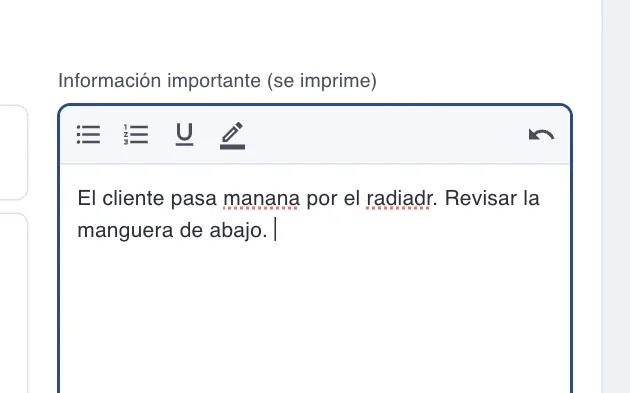 Información importante (se imprime)
El cliente pasa manana por el radiadr. Revisar la
manguera de abajo.